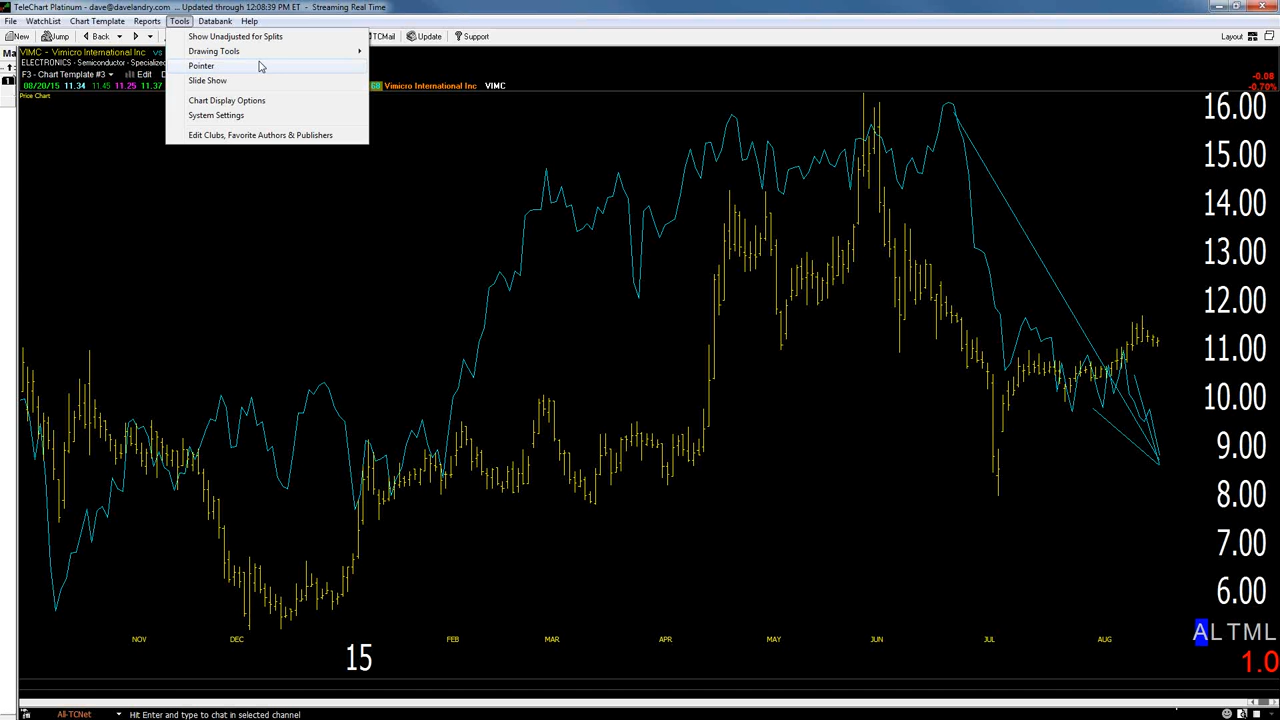 TeleChart Platinum - dave@davelandry.com ... Updated through 12:08:39 PM ET - Streaming Real Time
File WatchList Chart Template Reports Tools Databank Help
New Jump Back TCMail Update Support Layout
Show Unadjusted for Splits
Drawing Tools
Pointer
Slide Show
Chart Display Options
System Settings
Edit Clubs, Favorite Authors & Publishers
VIMC - Vimicro International Inc vs
ELECTRONICS - Semiconductor - Specialized
F3 - Chart Template #3 Edit
08/20/15 11.34 11.45 11.25 11.37
Vimicro International Inc VIMC
-0.08
-0.70%
Price Chart
16.00
15.00
14.00
13.00
12.00
11.00
10.00
9.00
8.00
7.00
6.00
NOV DEC 15 FEB MAR APR MAY JUN JUL AUG
ALTML
1.0
All-TCNet Hit Enter and type to chat in selected channel